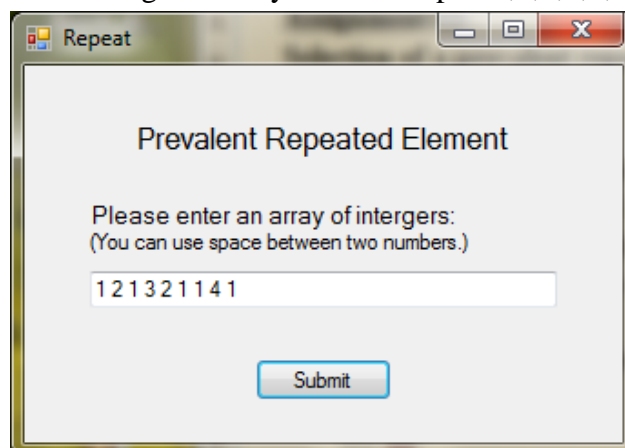 Repeat
Prevalent Repeated Element
Please enter an array of intergers:
(You can use space between two numbers.)
1 2 1 3 2 1 1 4 1
Submit